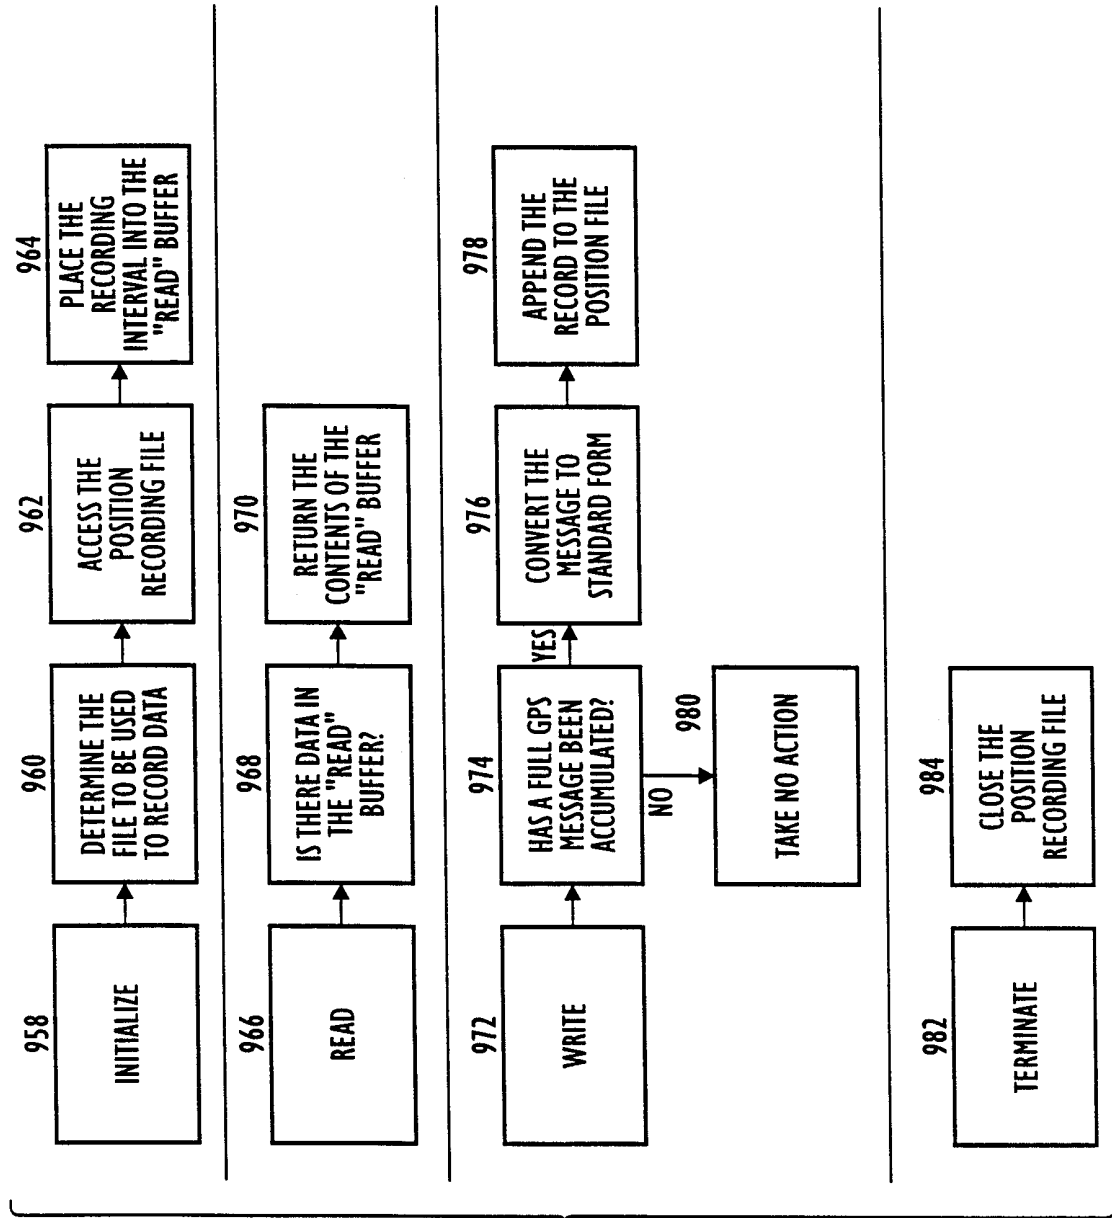 958
INITIALIZE
960
DETERMINE THE
FILE TO BE USED
TO RECORD DATA
962
ACCESS THE
POSITION
RECORDING FILE
964
PLACE THE
RECORDING
INTERVAL INTO THE
"READ" BUFFER
966
READ
968
IS THERE DATA IN
THE "READ"
BUFFER?
970
RETURN THE
CONTENTS OF THE
"READ" BUFFER
972
WRITE
974
HAS A FULL GPS
MESSAGE BEEN
ACCUMULATED?
YES
976
CONVERT THE
MESSAGE TO
STANDARD FORM
978
APPEND THE
RECORD TO THE
POSITION FILE
NO
980
TAKE NO ACTION
982
TERMINATE
984
CLOSE THE
POSITION
RECORDING FILE